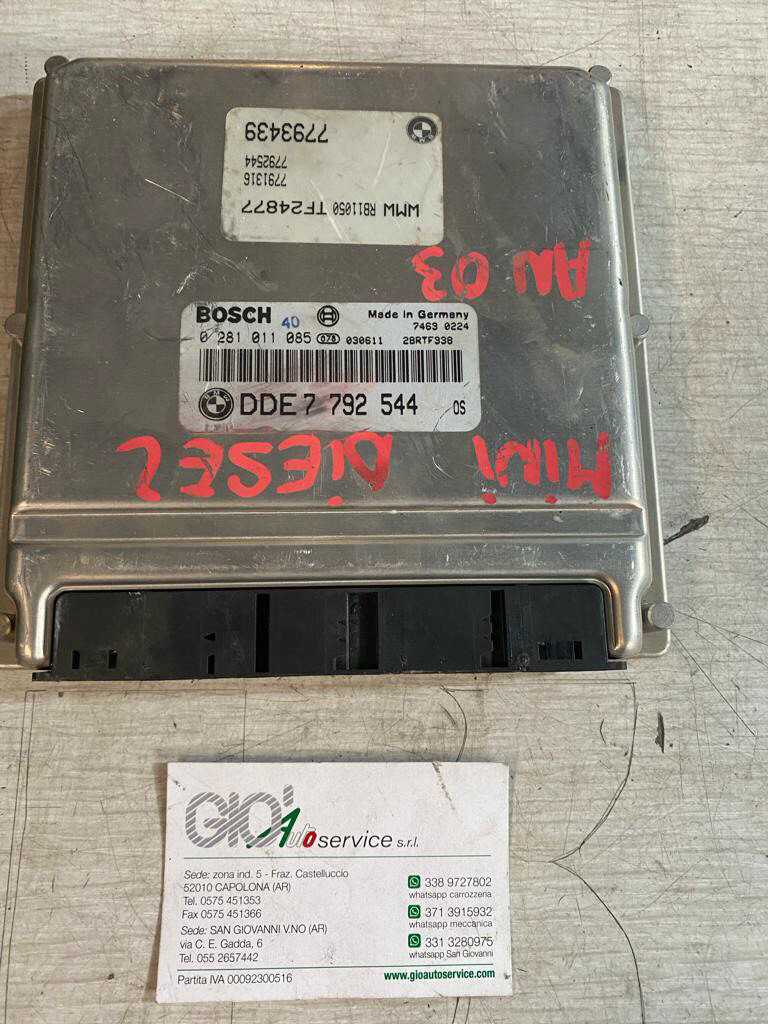 7793439
7792544
7791316
WMW RB11050 TF24877
AN 03
BOSCH 40 Made in Germany
7463 0224
0 281 011 085 078 030611 28RTF938
DDE 7 792 544 OS
MINI DIESEL
GIO' Autoservice s.r.l.
Sede: zona ind. 5 - Fraz. Castelluccio
52010 CAPOLONA (AR)
Tel. 0575 451353
Fax 0575 451366
Sede: SAN GIOVANNI V.NO (AR)
via C. E. Gadda, 6
Tel. 055 2657442
Partita IVA 00092300516
338 9727802
whatsapp carrozzeria
371 3915932
whatsapp meccanica
331 3280975
whatsapp San Giovanni
www.gioautoservice.com